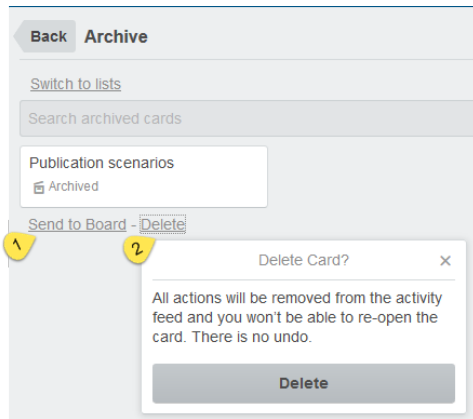 Back Archive
Switch to lists
Search archived cards
Publication scenarios
Archived
Send to Board - Delete
1 2
Delete Card? ×
All actions will be removed from the activity
feed and you won't be able to re-open the
card. There is no undo.
Delete